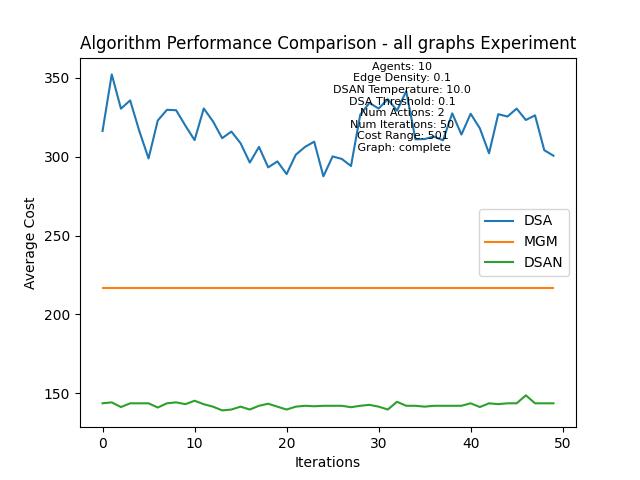 Algorithm Performance Comparison - all graphs Experiment
Agents: 10
Edge Density: 0.1
DSAN Temperature: 10.0
DSA Threshold: 0.1
Num Actions: 2
Num Iterations: 50
Cost Range: 501
Graph: complete
350
300
250
200
150
Average Cost
DSA
MGM
DSAN
0
10
20
30
40
50
Iterations